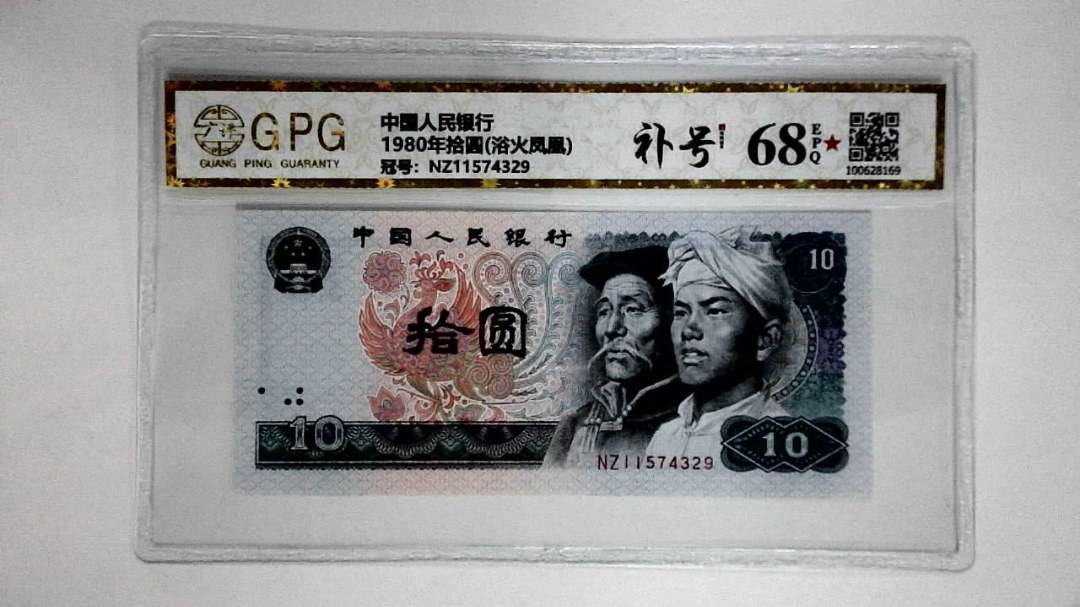 GPG
GUANG PING GUARANTY
中国人民银行
1980年拾圆(浴火凤凰)
冠号: NZ11574329
补号
68 EPQ★
100628169
中国人民银行
10
拾圆
10
NZ11574329
10